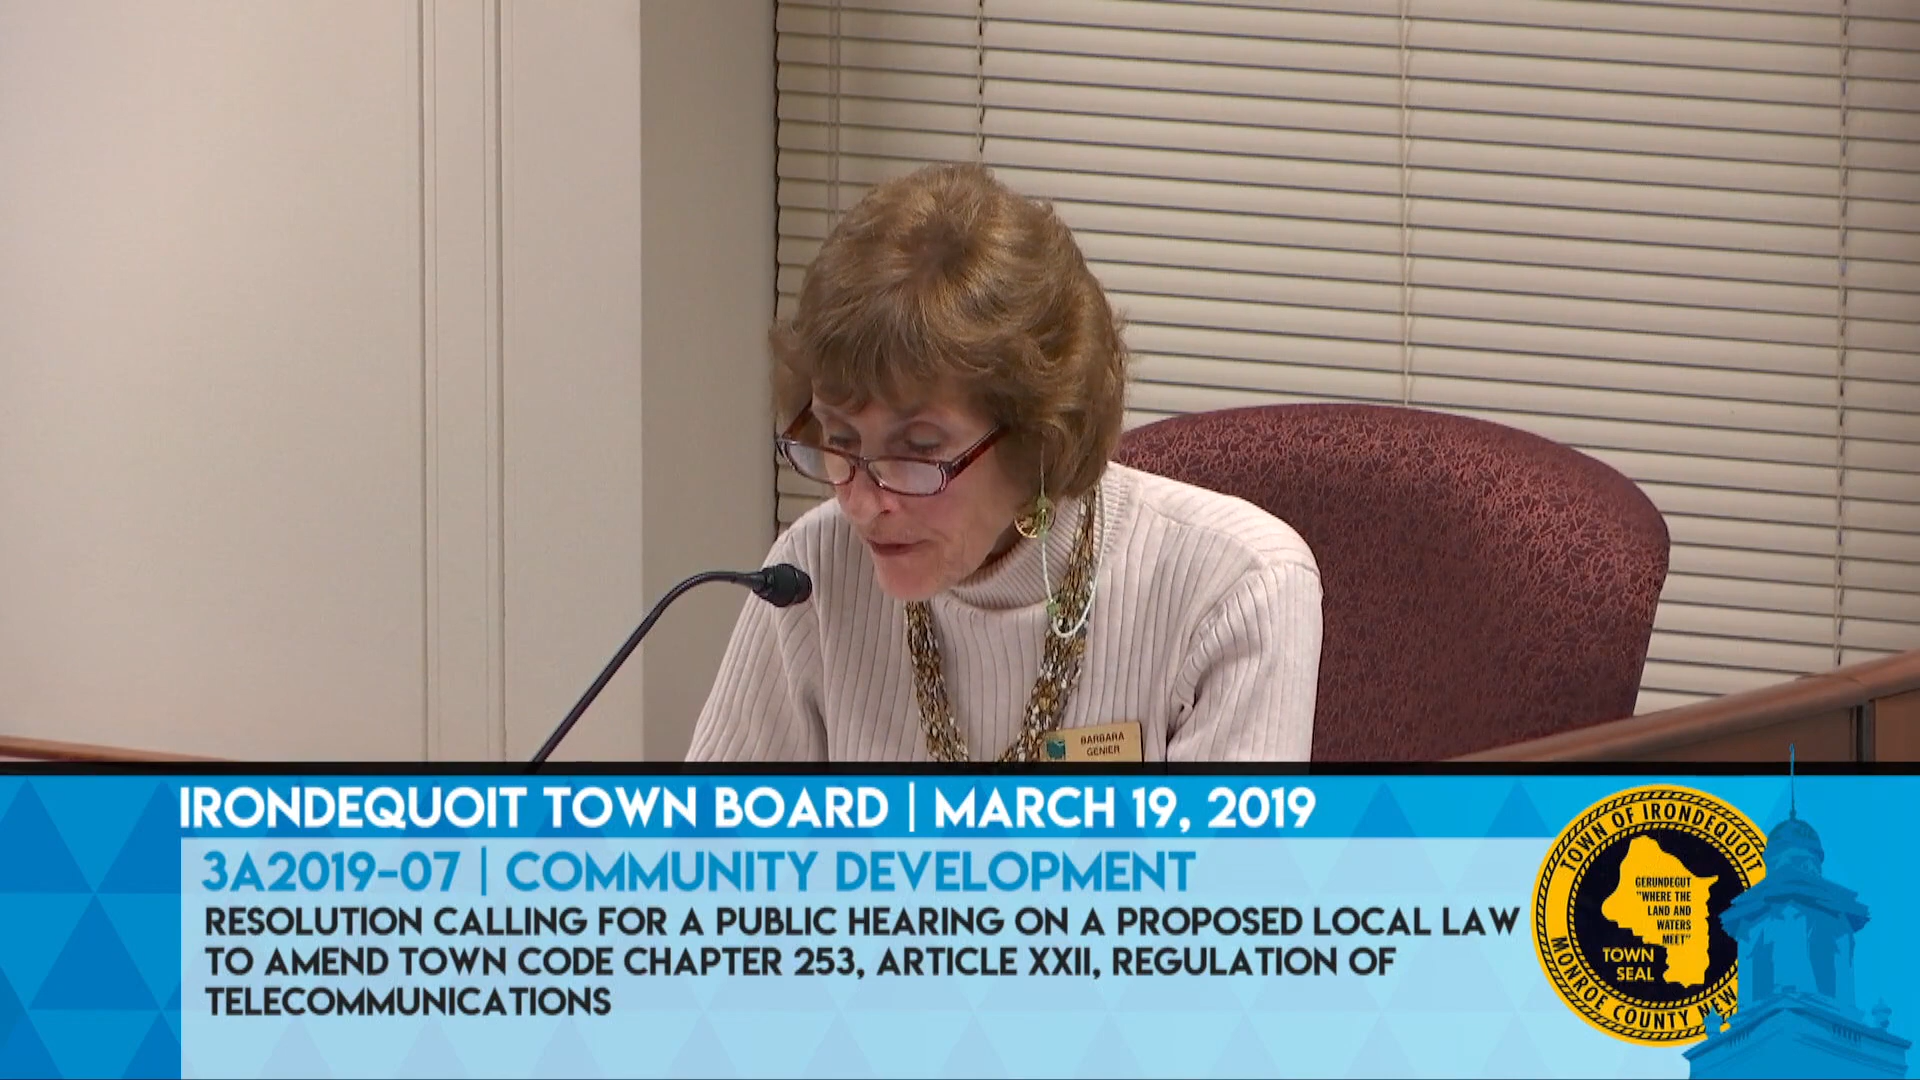 BARBARA
GENIER
IRONDEQUOIT TOWN BOARD | MARCH 19, 2019
3A2019-07 | COMMUNITY DEVELOPMENT
RESOLUTION CALLING FOR A PUBLIC HEARING ON A PROPOSED LOCAL LAW
TO AMEND TOWN CODE CHAPTER 253, ARTICLE XXII, REGULATION OF
TELECOMMUNICATIONS
TOWN OF IRONDEQUOIT
GERUNDEGUT
"WHERE THE
LAND AND
WATERS
MEET"
TOWN
SEAL
MONROE COUNTY NEW